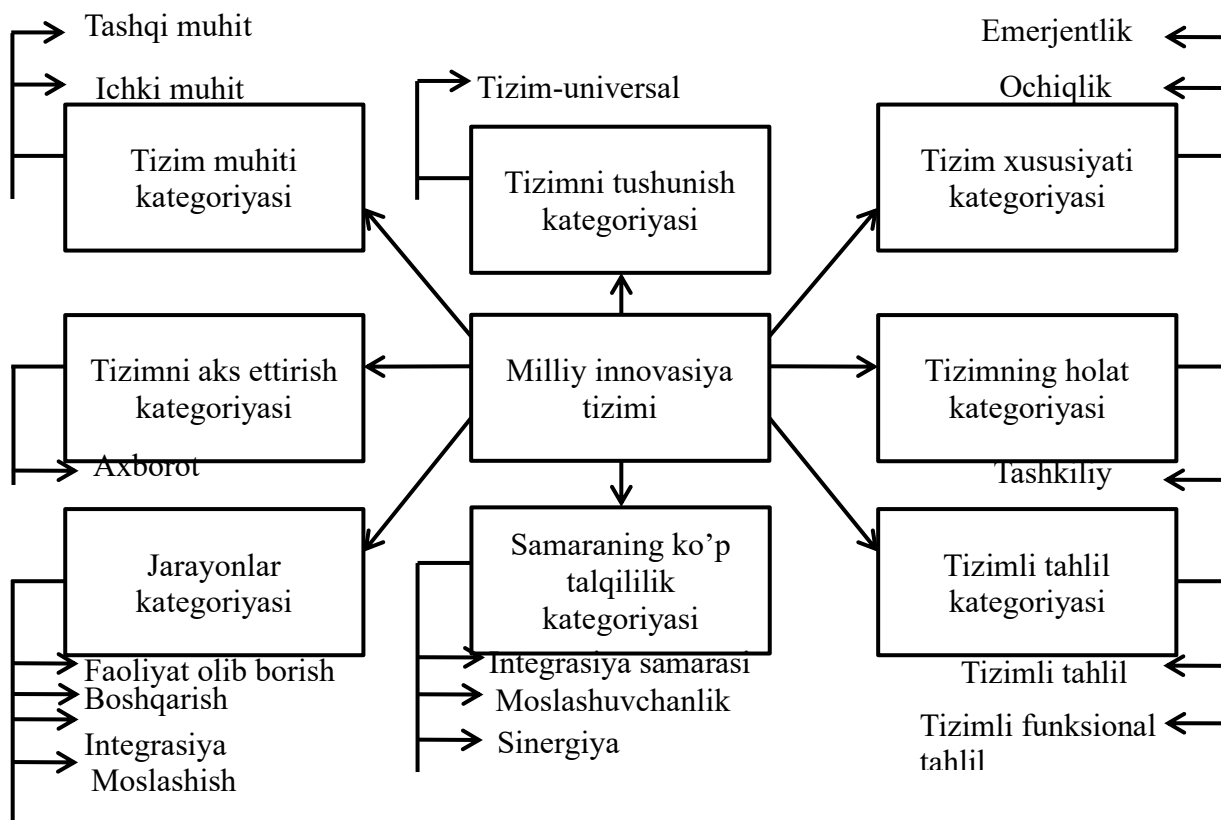 Tashqi muhit
Ichki muhit
Tizim muhiti
kategoriyasi
Tizim-universal
Tizimni tushunish
kategoriyasi
Emerjentlik
Ochiqlik
Tizim xususiyati
kategoriyasi
Tizimni aks ettirish
kategoriyasi
Axborot
Milliy innovasiya
tizimi
Tizimning holat
kategoriyasi
Tashkiliy
Jarayonlar
kategoriyasi
Faoliyat olib borish
Boshqarish
Integrasiya
Moslashish
Samaraning ko’p
talqililik
kategoriyasi
Integrasiya samarasi
Moslashuvchanlik
Sinergiya
Tizimli tahlil
kategoriyasi
Tizimli tahlil
Tizimli funksional
tahlil